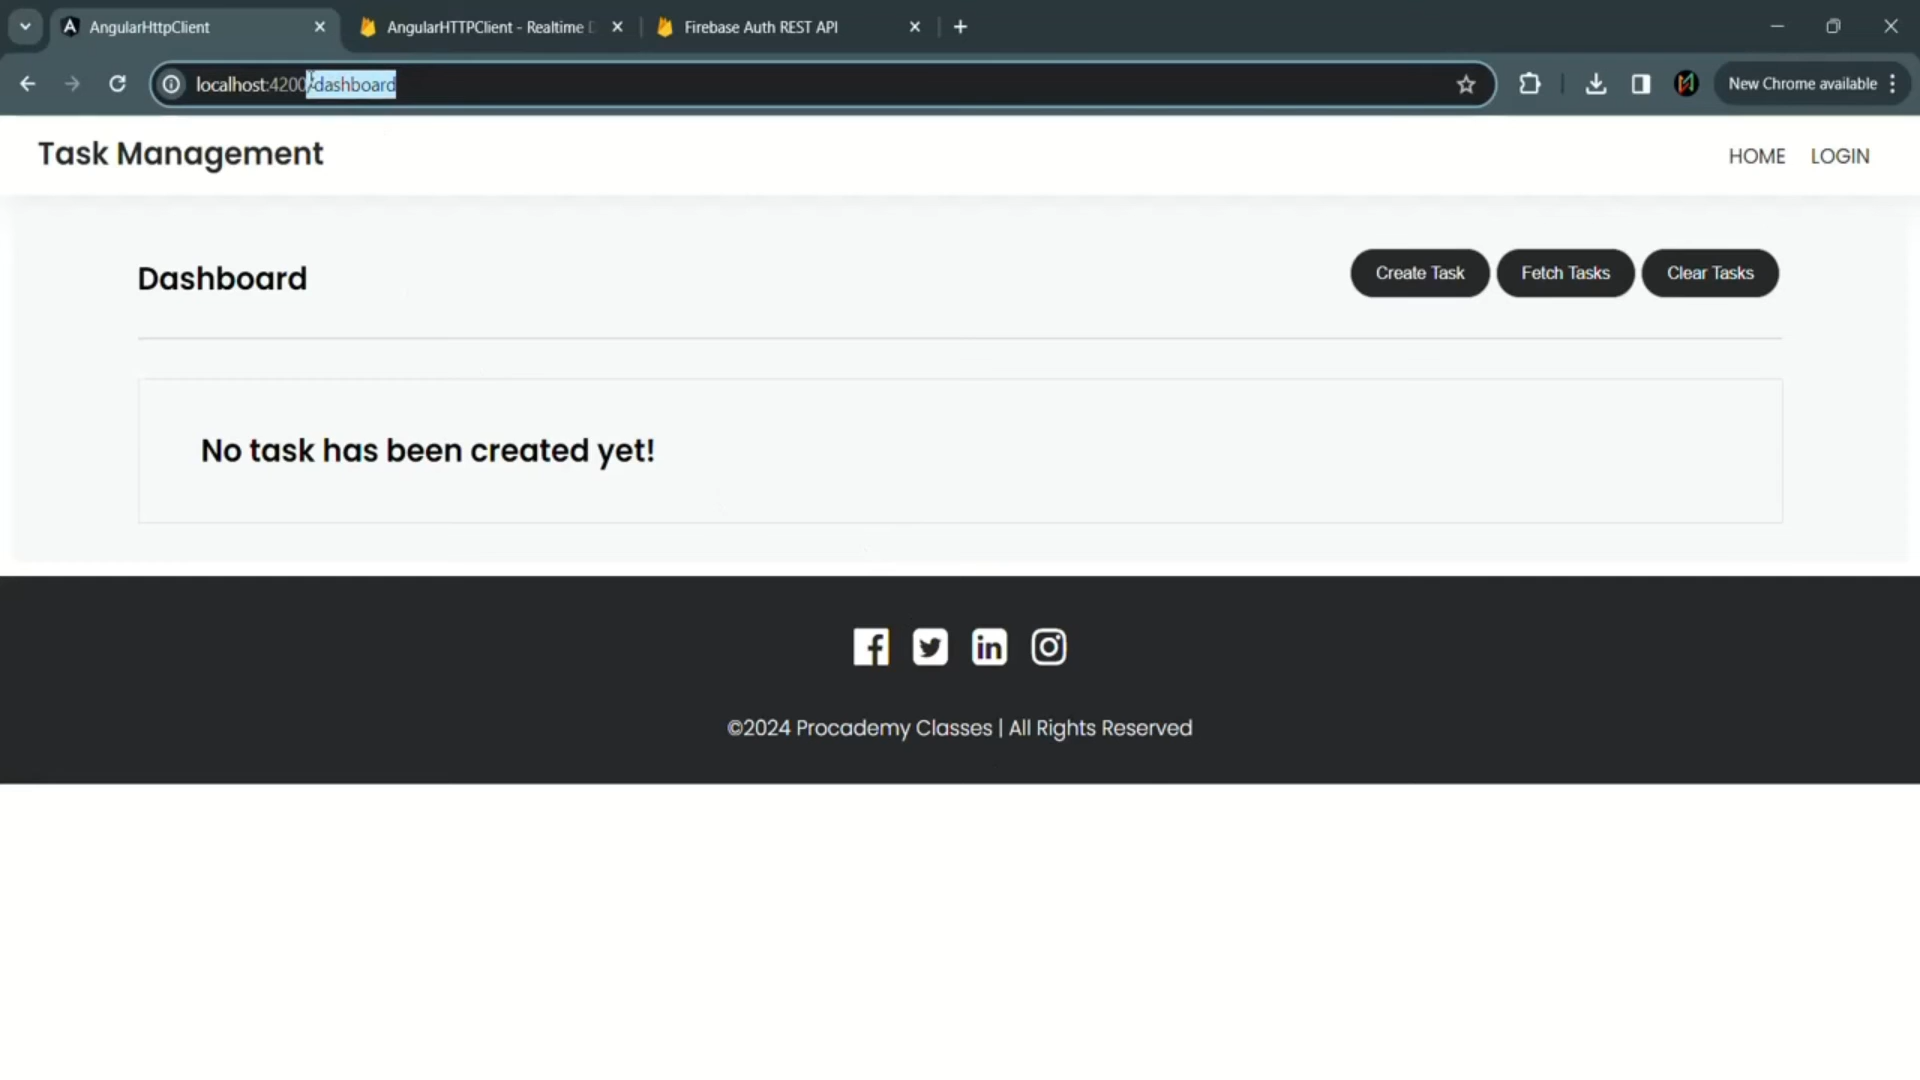 AngularHttpClient
AngularHTTPClient - Realtime
Firebase Auth REST API
localhost:4200/dashboard
New Chrome available
Task Management
HOME LOGIN
Dashboard
Create Task
Fetch Tasks
Clear Tasks
No task has been created yet!
©2024 Procademy Classes | All Rights Reserved